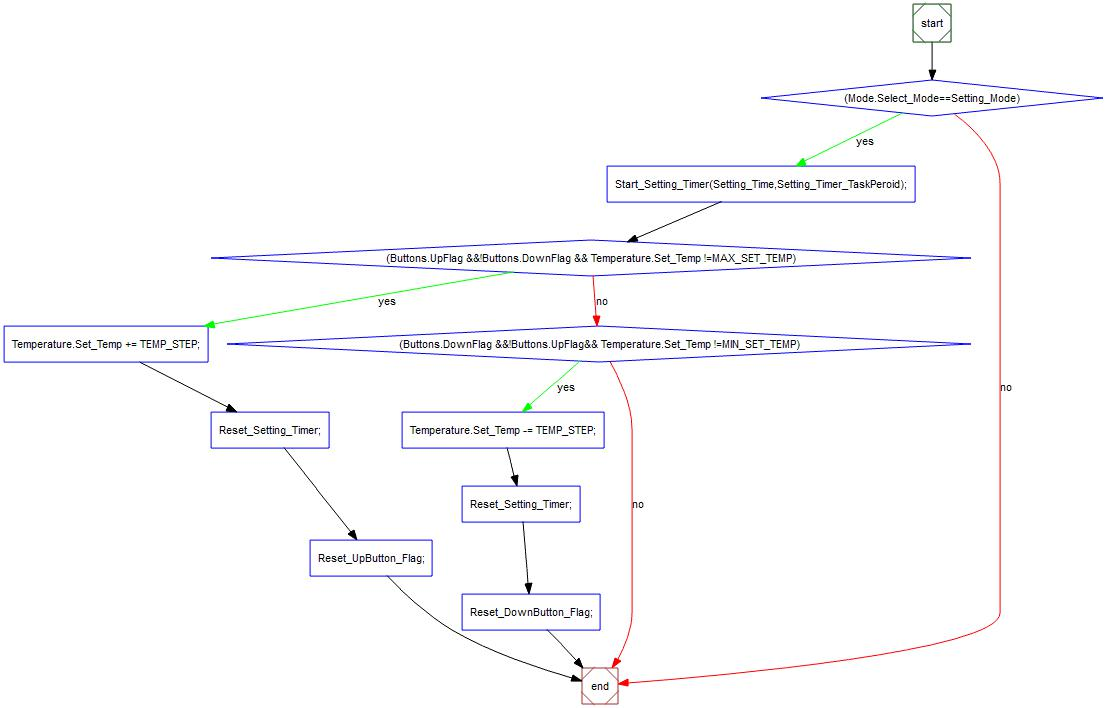 start
(Mode.Select_Mode==Setting_Mode)
yes
Start_Setting_Timer(Setting_Time,Setting_Timer_TaskPeroid);
(Buttons.UpFlag &&!Buttons.DownFlag && Temperature.Set_Temp !=MAX_SET_TEMP)
yes
no
Temperature.Set_Temp += TEMP_STEP;
(Buttons.DownFlag &&!Buttons.UpFlag&& Temperature.Set_Temp !=MIN_SET_TEMP)
yes
no
Reset_Setting_Timer;
Temperature.Set_Temp -= TEMP_STEP;
Reset_Setting_Timer;
no
Reset_UpButton_Flag;
Reset_DownButton_Flag;
end